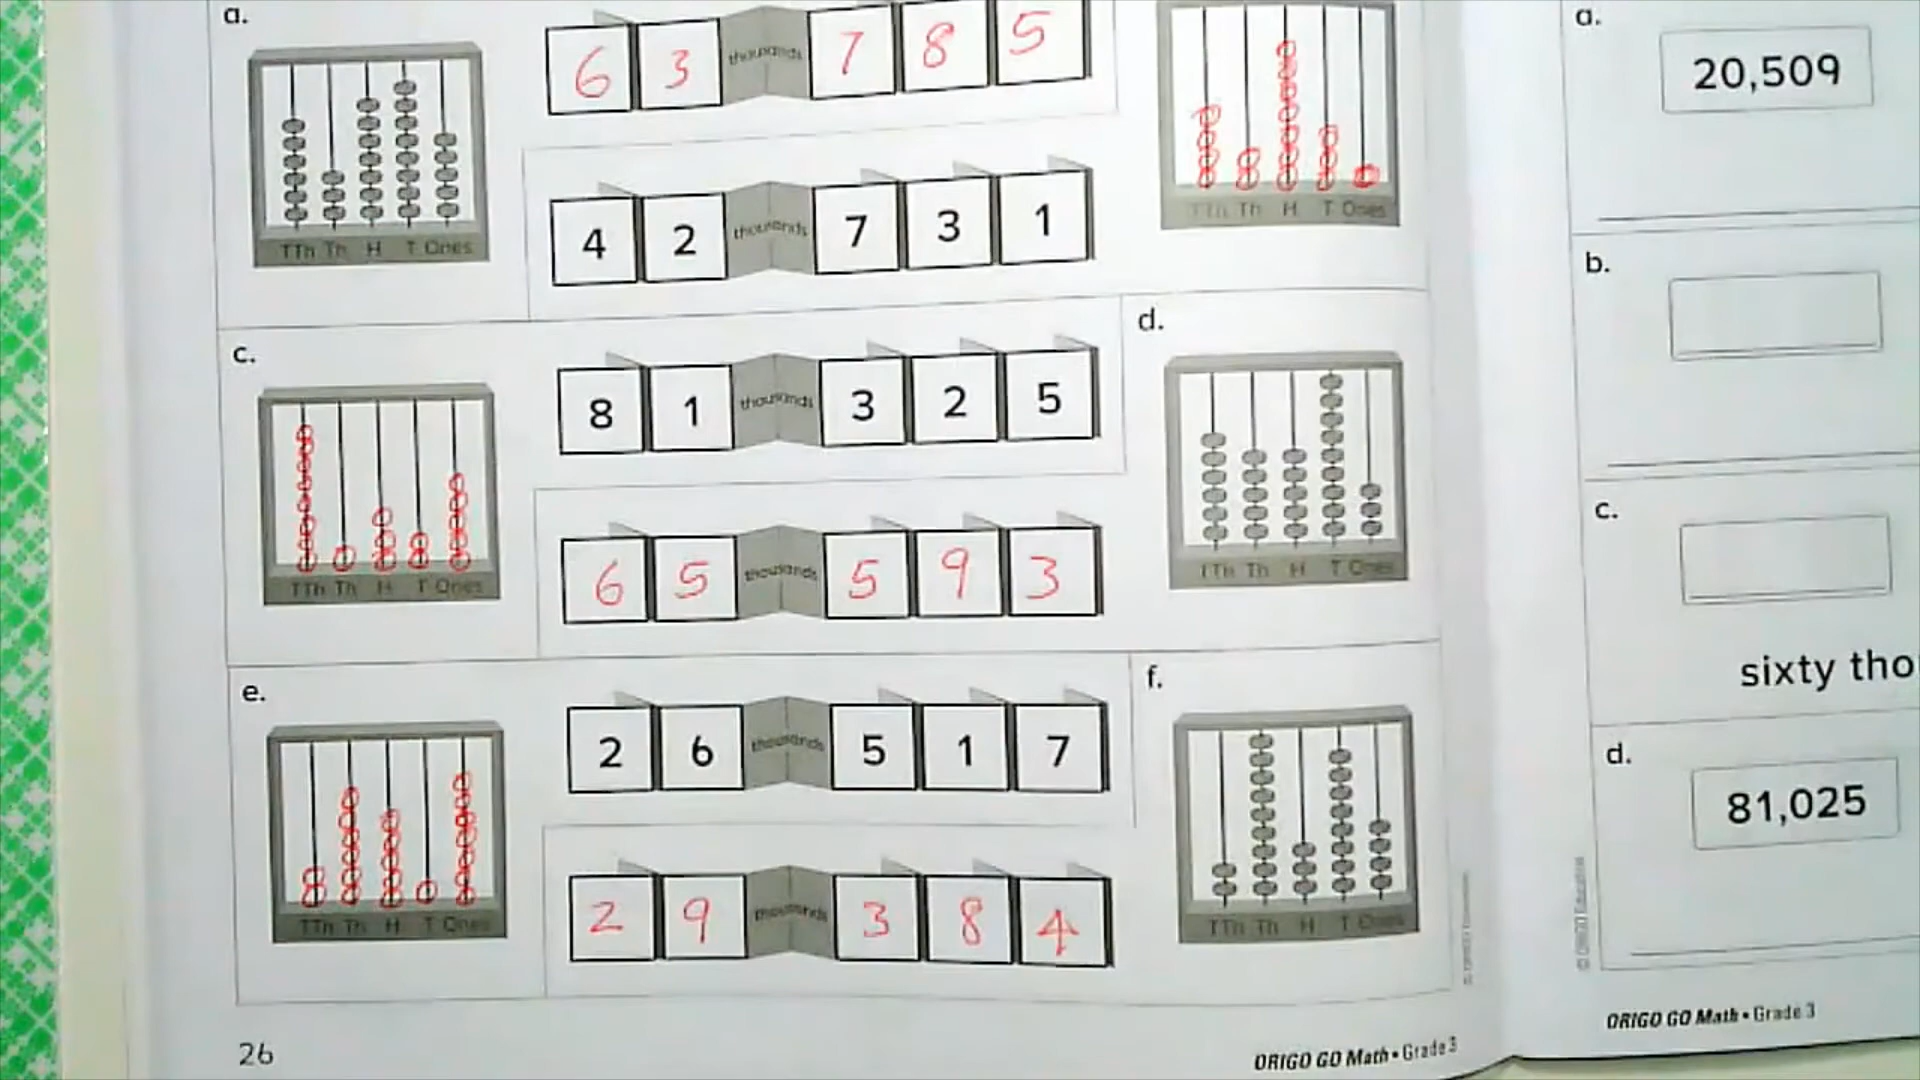 a.
6 3 thousands 7 8 5
TTh Th H T Ones
4 2 thousands 7 3 1
TTh Th H T Ones
c.
8 1 thousands 3 2 5
TTh Th H T Ones
d.
6 5 thousands 5 9 3
TTh Th H T Ones
e.
2 6 thousands 5 1 7
TTh Th H T Ones
f.
2 9 thousands 3 8 4
TTh Th H T Ones
26
ORIGO GO Math • Grade 3
a.
20,509
b.
c.
sixty tho
d.
81,025
© ORIGO Education
ORIGO GO Math • Grade 3